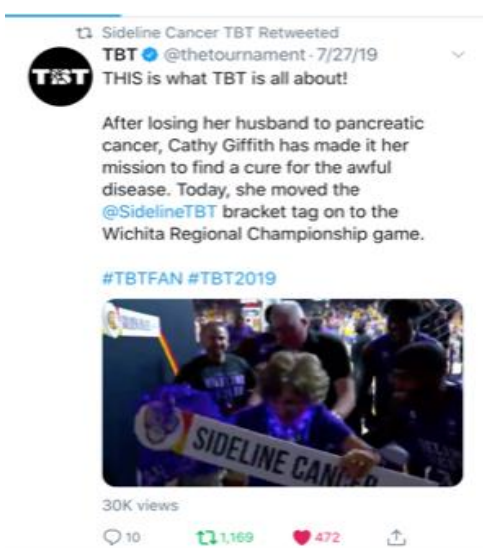 Sideline Cancer TBT Retweeted
TBT @thetournament · 7/27/19
THIS is what TBT is all about!
After losing her husband to pancreatic
cancer, Cathy Giffith has made it her
mission to find a cure for the awful
disease. Today, she moved the
@SidelineTBT bracket tag on to the
Wichita Regional Championship game.
#TBTFAN #TBT2019
SIDELINE CANCER
30K views
10 1,169 472